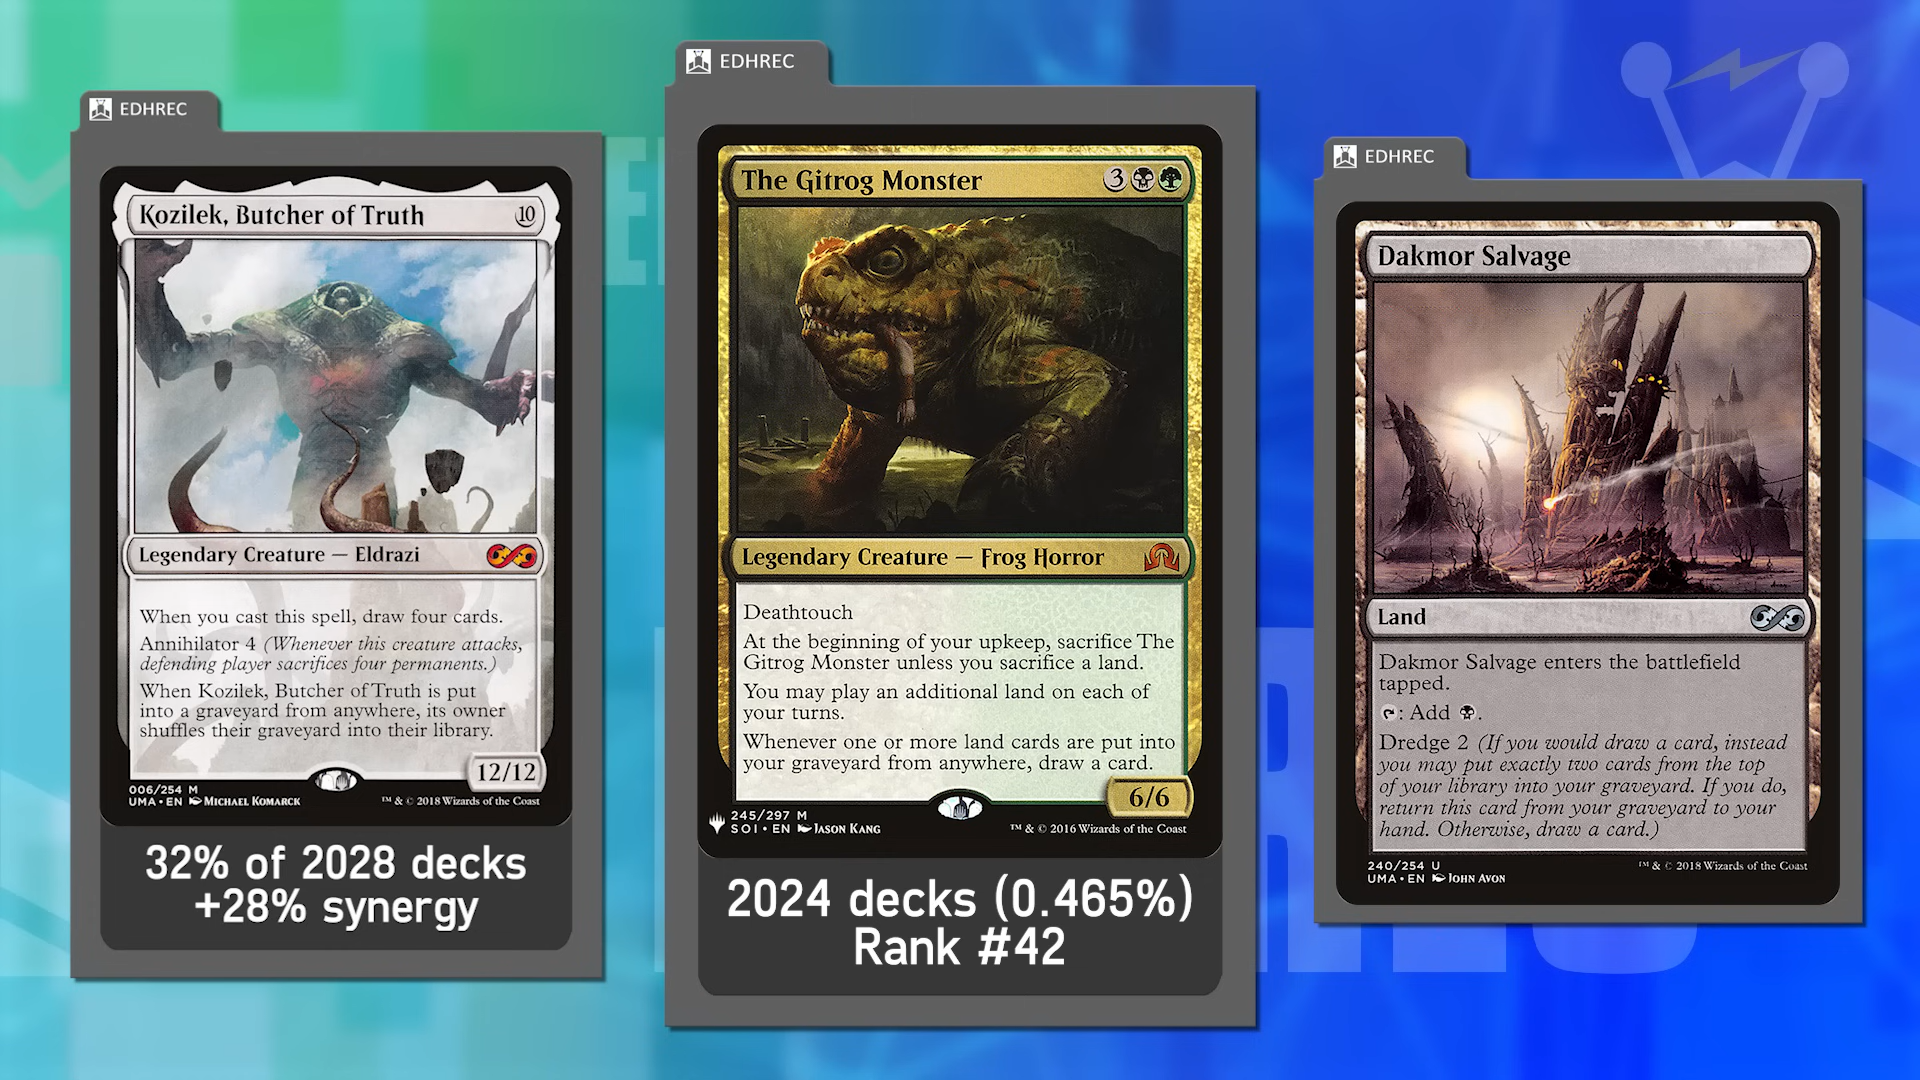 EDHREC
Kozilek, Butcher of Truth 10
Legendary Creature — Eldrazi
When you cast this spell, draw four cards.
Annihilator 4 (Whenever this creature attacks,
defending player sacrifices four permanents.)
When Kozilek, Butcher of Truth is put
into a graveyard from anywhere, its owner
shuffles their graveyard into their library.
12/12
006/254 M
UMA • EN MICHAEL KOMARCK
™ & © 2018 Wizards of the Coast
32% of 2028 decks
+28% synergy
EDHREC
The Gitrog Monster 3
Legendary Creature — Frog Horror
Deathtouch
At the beginning of your upkeep, sacrifice The
Gitrog Monster unless you sacrifice a land.
You may play an additional land on each of
your turns.
Whenever one or more land cards are put into
your graveyard from anywhere, draw a card.
6/6
245/297 M
SOI • EN JASON KANG
™ & © 2016 Wizards of the Coast
2024 decks (0.465%)
Rank #42
EDHREC
Dakmor Salvage
Land
Dakmor Salvage enters the battlefield
tapped.
: Add .
Dredge 2 (If you would draw a card, instead
you may put exactly two cards from the top
of your library into your graveyard. If you do,
return this card from your graveyard to your
hand. Otherwise, draw a card.)
240/254 U
UMA • EN JOHN AVON
™ & © 2018 Wizards of the Coast